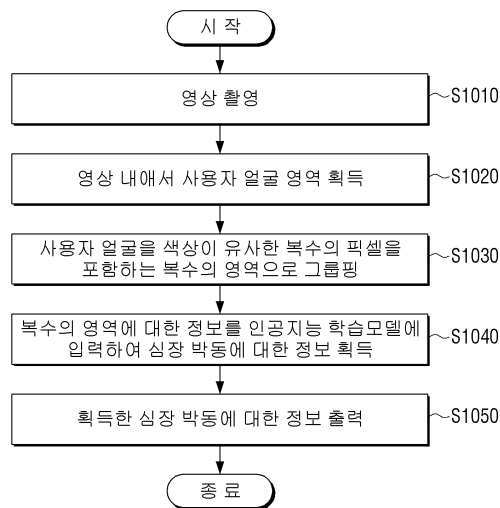 시 작
영상 촬영
S1010
영상 내애서 사용자 얼굴 영역 획득
S1020
사용자 얼굴을 색상이 유사한 복수의 픽셀을
포함하는 복수의 영역으로 그룹핑
S1030
복수의 영역에 대한 정보를 인공지능 학습모델에
입력하여 심장 박동에 대한 정보 획득
S1040
획득한 심장 박동에 대한 정보 출력
S1050
종 료